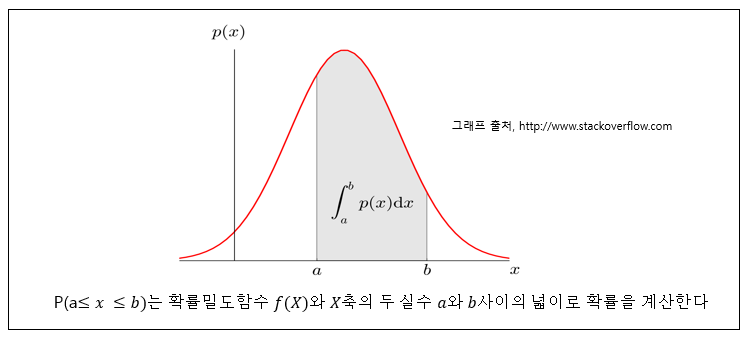 p(x)
그래프 출처, http://www.stackoverflow.com
∫_a^b p(x)dx
a b x
P(a≤ x ≤ b)는 확률밀도함수 f(X)와 X축의 두 실수 a와 b사이의 넓이로 확률을 계산한다